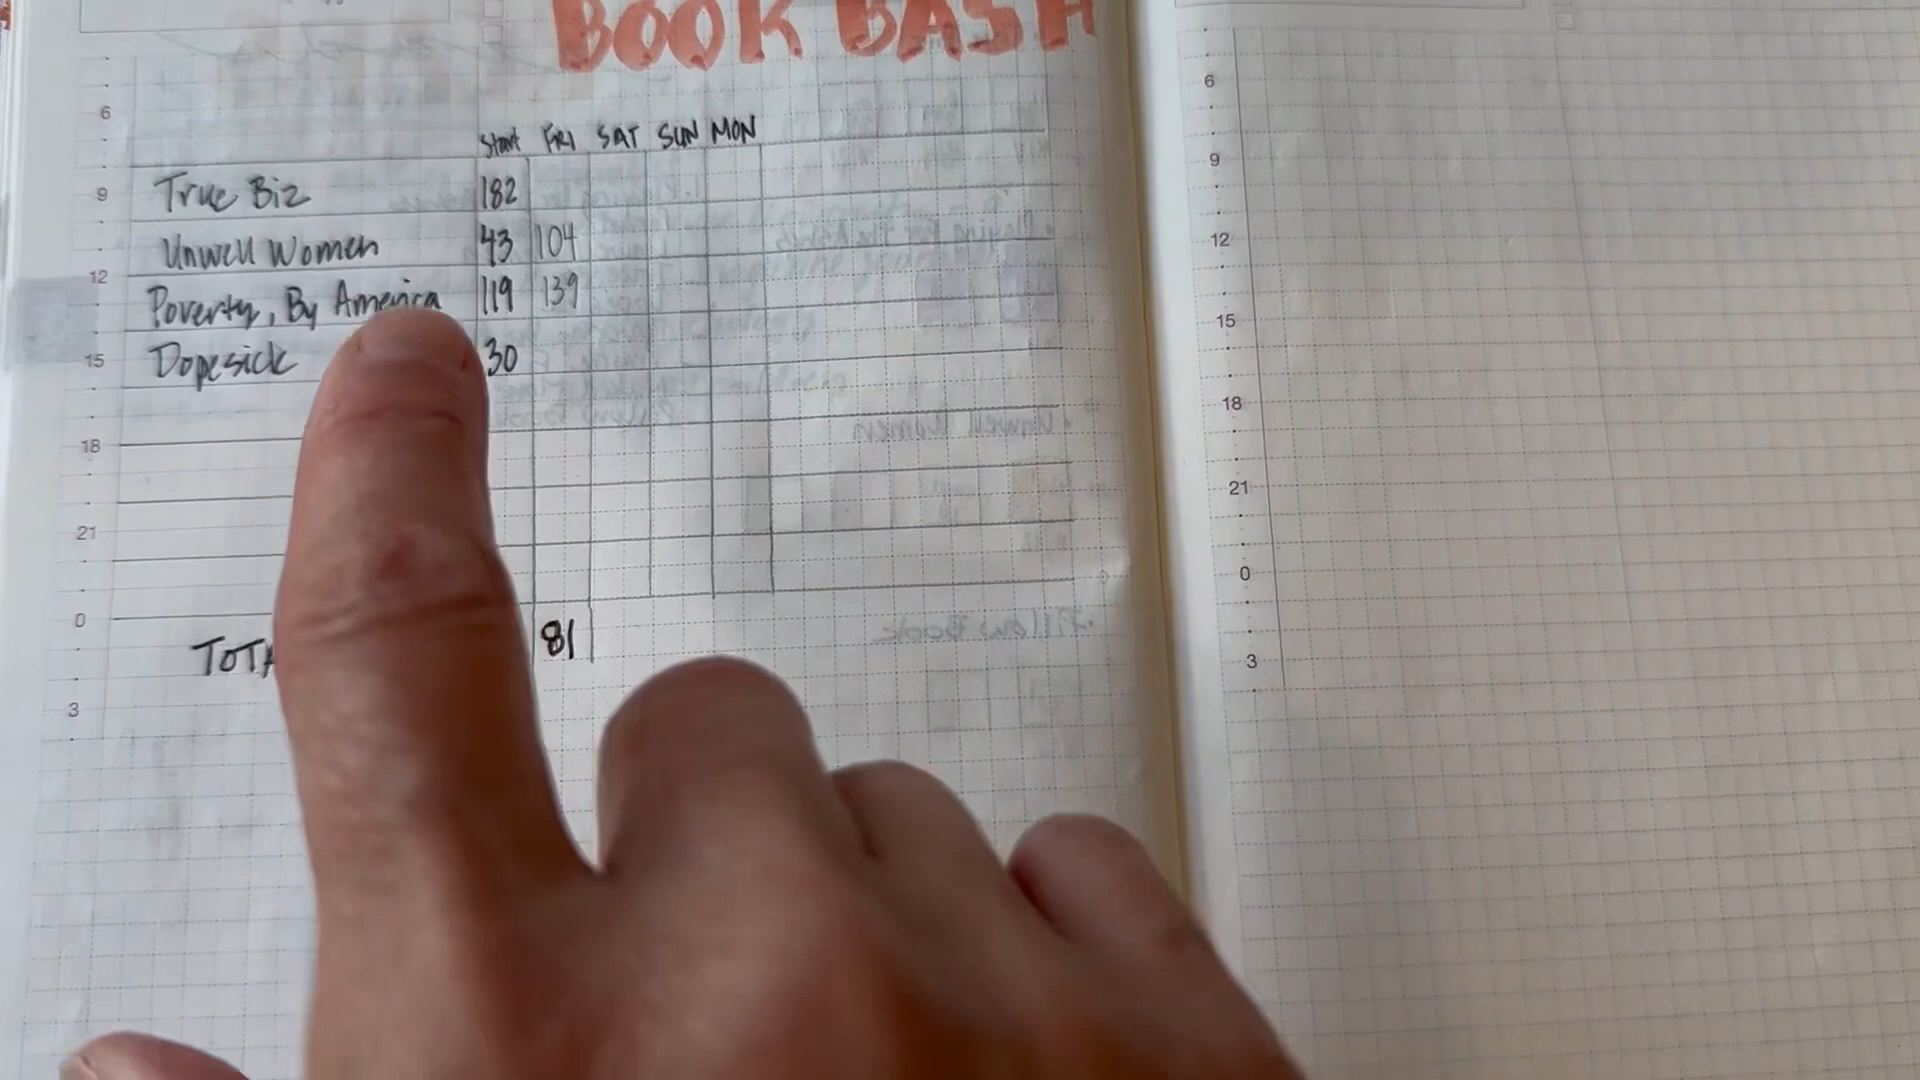 BOOK BASH
Start FRI SAT SUN MON
True Biz 182
Unwell Women 43 104
Poverty, By America 119 139
Dopesick 30
TOTA 81
6
9
12
15
18
21
0
3
6
9
12
15
18
21
0
3